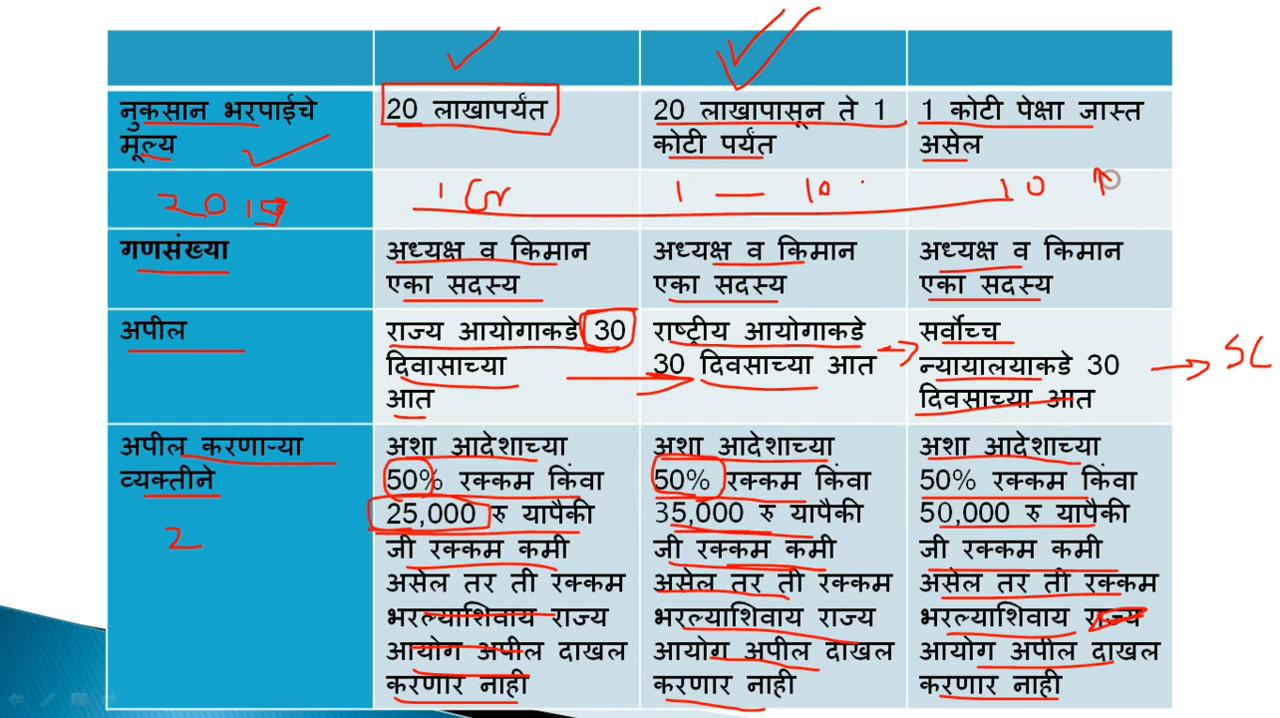 नुकसान भरपाईचे
मूल्य
20 लाखापर्यंत
20 लाखापासून ते 1
कोटी पर्यंत
1 कोटी पेक्षा जास्त
असेल
2019
1 Cr
1 — 10
10
गणसंख्या
अध्यक्ष व किमान
एका सदस्य
अध्यक्ष व किमान
एका सदस्य
अध्यक्ष व किमान
एका सदस्य
अपील
राज्य आयोगाकडे 30
दिवासाच्या
आत
राष्ट्रीय आयोगाकडे
30 दिवसाच्या आत
सर्वोच्च
न्यायालयाकडे 30
दिवसाच्या आत
SC
अपील करणाऱ्या
व्यक्तीने
2
अशा आदेशाच्या
50% रक्कम किंवा
25,000 रु यापैकी
जी रक्कम कमी
असेल तर ती रक्कम
भरल्याशिवाय राज्य
आयोग अपील दाखल
करणार नाही
अशा आदेशाच्या
50% रक्कम किंवा
35,000 रु यापैकी
जी रक्कम कमी
असेल तर ती रक्कम
भरल्याशिवाय राज्य
आयोग अपील दाखल
करणार नाही
अशा आदेशाच्या
50% रक्कम किंवा
50,000 रु यापैकी
जी रक्कम कमी
असेल तर ती रक्कम
भरल्याशिवाय राज्य
आयोग अपील दाखल
करणार नाही